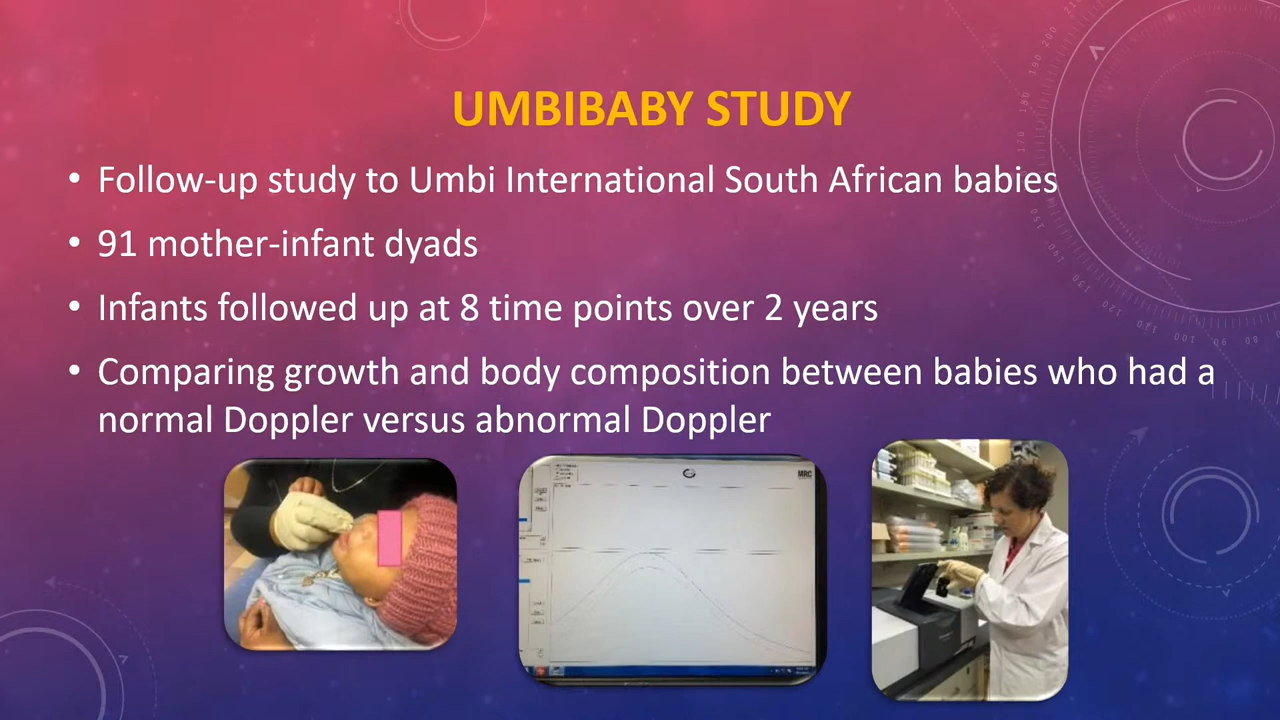 UMBIBABY STUDY
• Follow-up study to Umbi International South African babies
• 91 mother-infant dyads
• Infants followed up at 8 time points over 2 years
• Comparing growth and body composition between babies who had a
normal Doppler versus abnormal Doppler
MRC